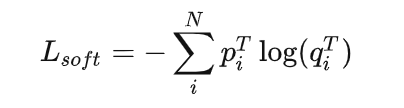 L_{soft} = -\sum_{i}^{N} p_i^T \log(q_i^T)